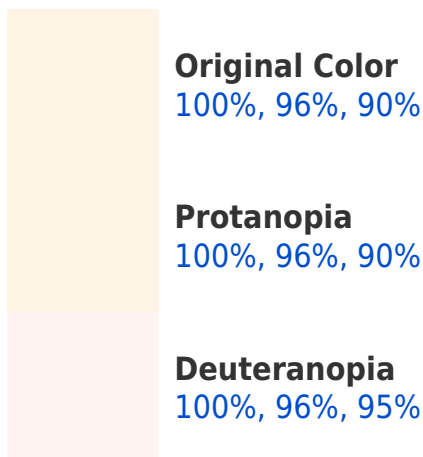 Original Color
100%, 96%, 90%
Protanopia
100%, 96%, 90%
Deuteranopia
100%, 96%, 95%